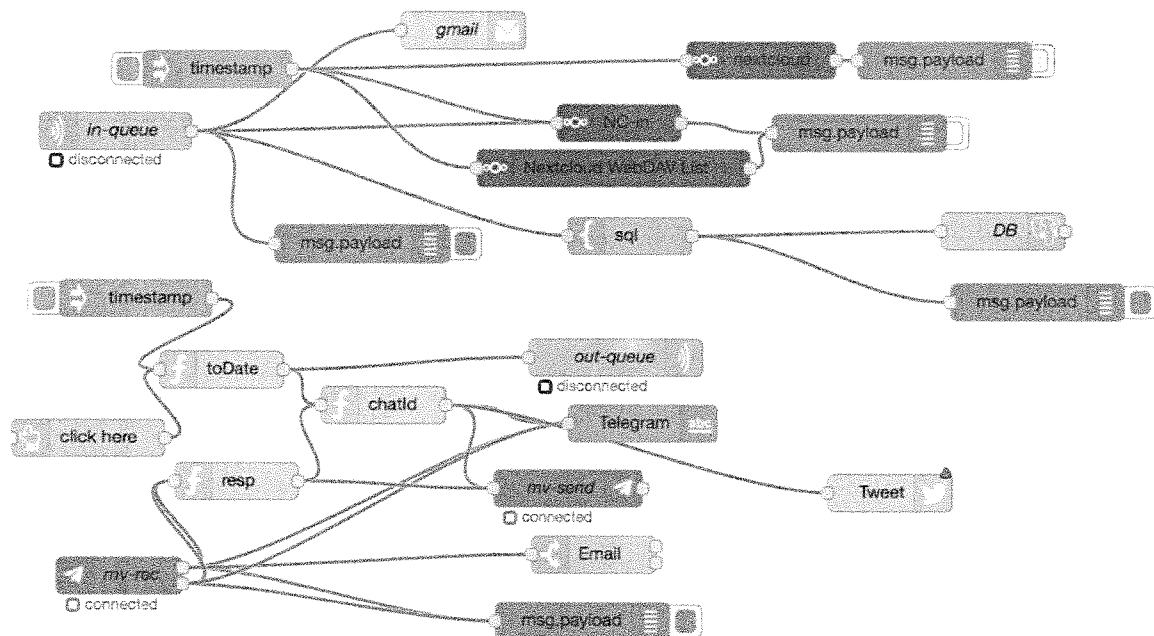 gmail
timestamp
nextcloud
msg.payload
in-queue
disconnected
NC-in
msg.payload
Nextcloud WebDAV List
msg.payload
sql
DB
timestamp
msg.payload
toDate
out-queue
disconnected
chatId
click here
Telegram
resp
mv-send
connected
Tweet
mv-rec
connected
Email
msg.payload